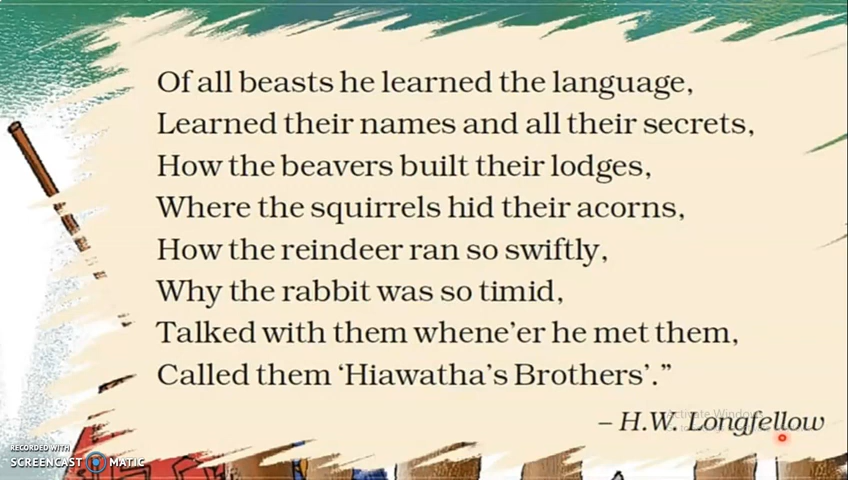 Of all beasts he learned the language,
Learned their names and all their secrets,
How the beavers built their lodges,
Where the squirrels hid their acorns,
How the reindeer ran so swiftly,
Why the rabbit was so timid,
Talked with them whene’er he met them,
Called them ‘Hiawatha’s Brothers’.”
Activate Windows
– H.W. Longfellow
RECORDED WITH
SCREENCAST MATIC